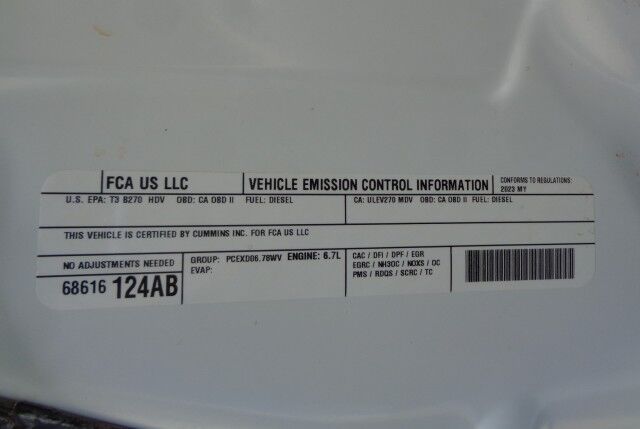 FCA US LLC
VEHICLE EMISSION CONTROL INFORMATION
CONFORMS TO REGULATIONS:
2023 MY
U.S. EPA: T3 B270 HDV OBD: CA OBD II FUEL: DIESEL
CA: ULEV270 MDV OBD: CA OBD II FUEL: DIESEL
THIS VEHICLE IS CERTIFIED BY CUMMINS INC. FOR FCA US LLC
NO ADJUSTMENTS NEEDED
68616 124AB
GROUP: PCEXD06.78WV ENGINE: 6.7L
EVAP:
CAC / DFI / DPF / EGR
EGRC / NH3OC / NOXS / OC
PMS / RDQS / SCRC / TC